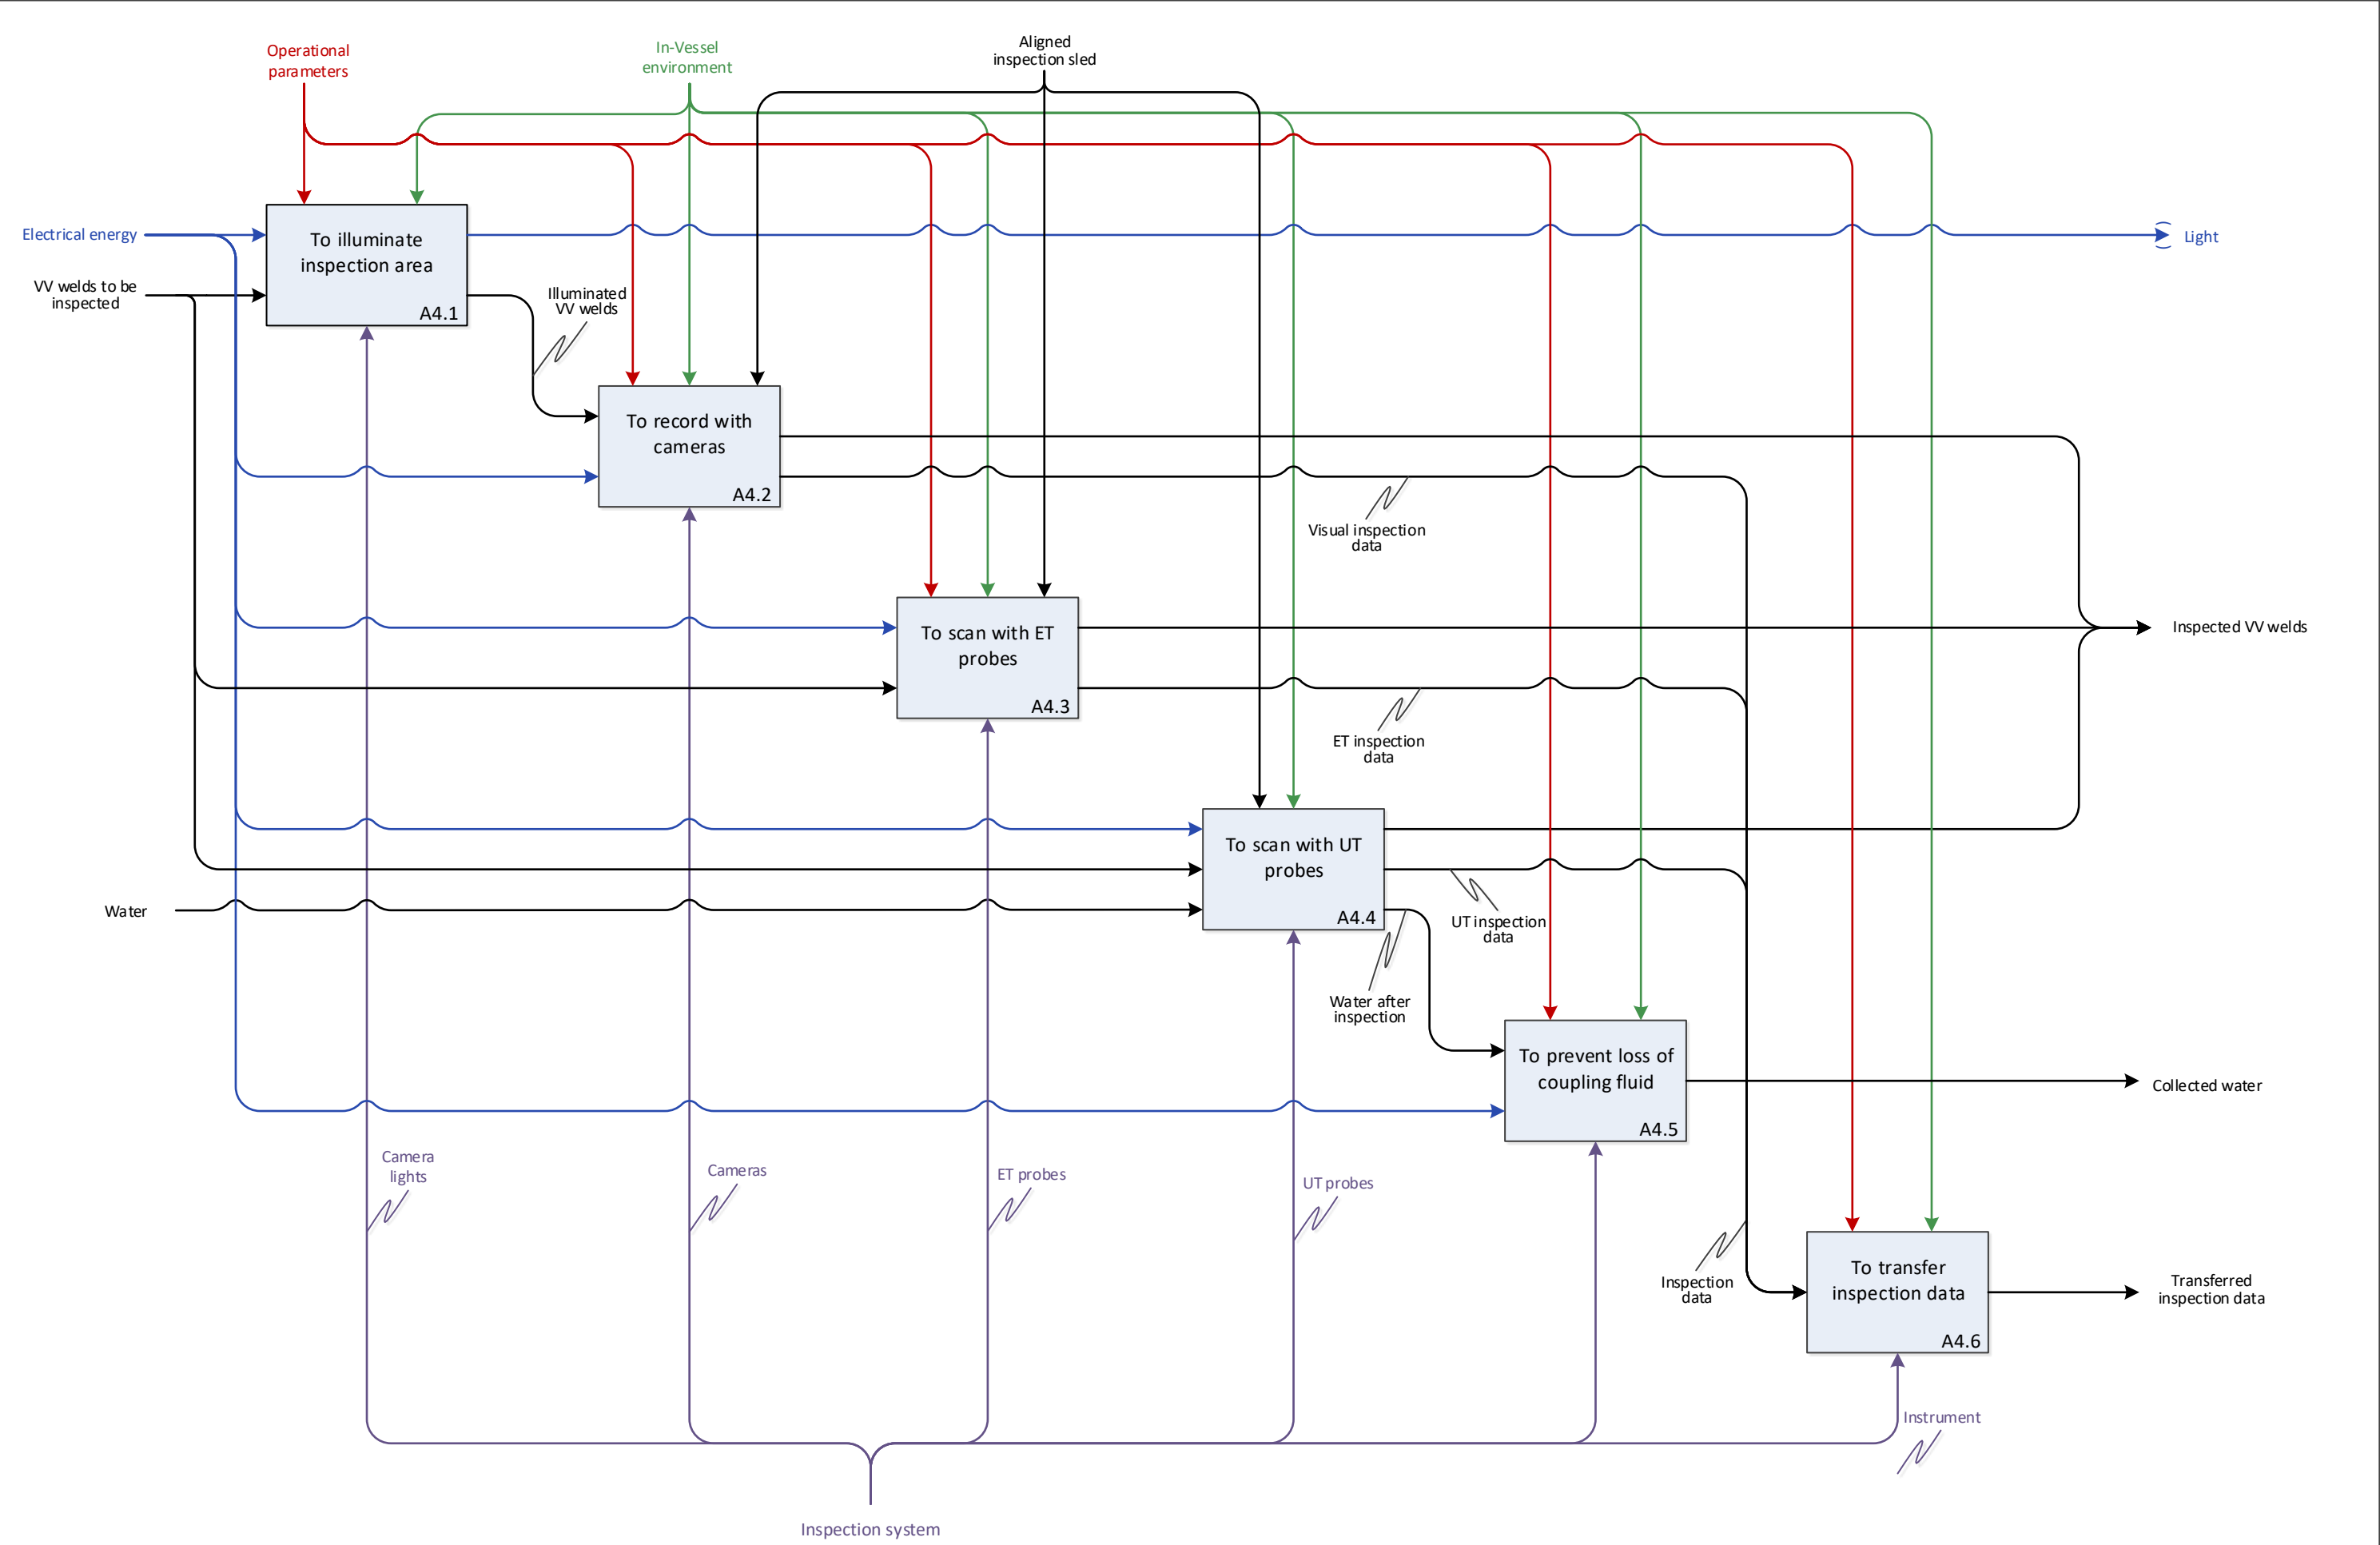 Operational
parameters
In-Vessel
environment
Aligned
inspection sled
Electrical energy
To illuminate
inspection area
A4.1
Light
VV welds to be
inspected
Illuminated
VV welds
To record with
cameras
A4.2
Visual inspection
data
To scan with ET
probes
A4.3
Inspected VV welds
ET inspection
data
To scan with UT
probes
A4.4
Water
UT inspection
data
Water after
inspection
To prevent loss of
coupling fluid
A4.5
Collected water
Camera
lights
Cameras
ET probes
UT probes
Inspection
data
To transfer
inspection data
A4.6
Transferred
inspection data
Instrument
Inspection system